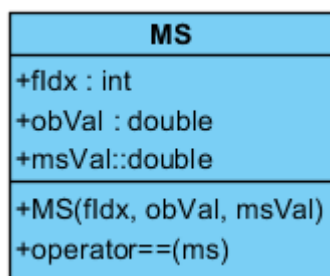 MS
+fIdx : int
+obVal : double
+msVal::double
+MS(fIdx, obVal, msVal)
+operator==(ms)